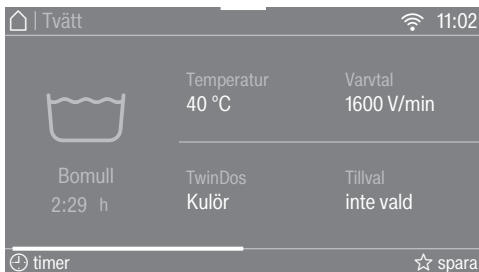 | Tvätt 11:02
Temperatur
40 °C
Varvtal
1600 V/min
Bomull
2:29 h
TwinDos
Kulör
Tillval
inte vald
timer
spara